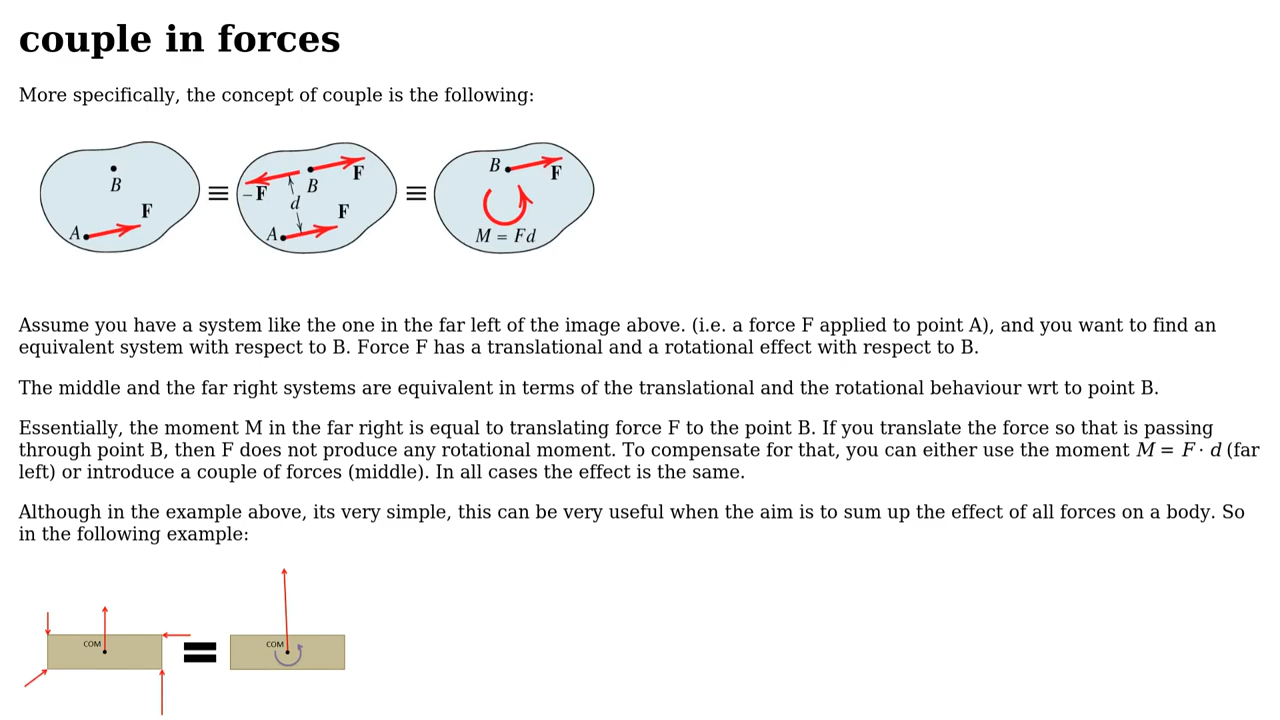 couple in forces
More specifically, the concept of couple is the following:
B
F
A
≡
−F
B
F
d
F
A
≡
B
F
M = Fd
Assume you have a system like the one in the far left of the image above. (i.e. a force F applied to point A), and you want to find an
equivalent system with respect to B. Force F has a translational and a rotational effect with respect to B.
The middle and the far right systems are equivalent in terms of the translational and the rotational behaviour wrt to point B.
Essentially, the moment M in the far right is equal to translating force F to the point B. If you translate the force so that is passing
through point B, then F does not produce any rotational moment. To compensate for that, you can either use the moment M = F · d (far
left) or introduce a couple of forces (middle). In all cases the effect is the same.
Although in the example above, its very simple, this can be very useful when the aim is to sum up the effect of all forces on a body. So
in the following example:
COM
=
COM